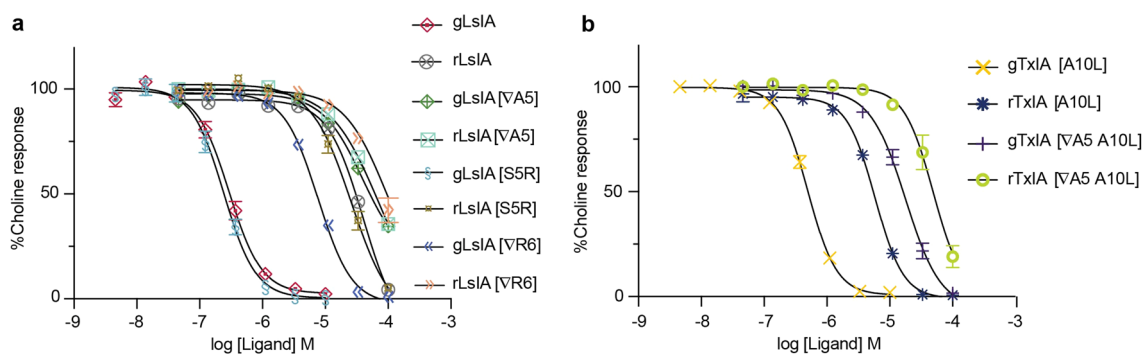 a
100
50
0
%Choline response
-9 -8 -7 -6 -5 -4 -3
log [Ligand] M
gLsIA
rLsIA
gLsIA [∇A5]
rLsIA [∇A5]
gLsIA [S5R]
rLsIA [S5R]
gLsIA [∇R6]
rLsIA [∇R6]
b
100
50
0
%Choline response
-9 -8 -7 -6 -5 -4 -3
log [Ligand] M
gTxIA [A10L]
rTxIA [A10L]
gTxIA [∇A5 A10L]
rTxIA [∇A5 A10L]